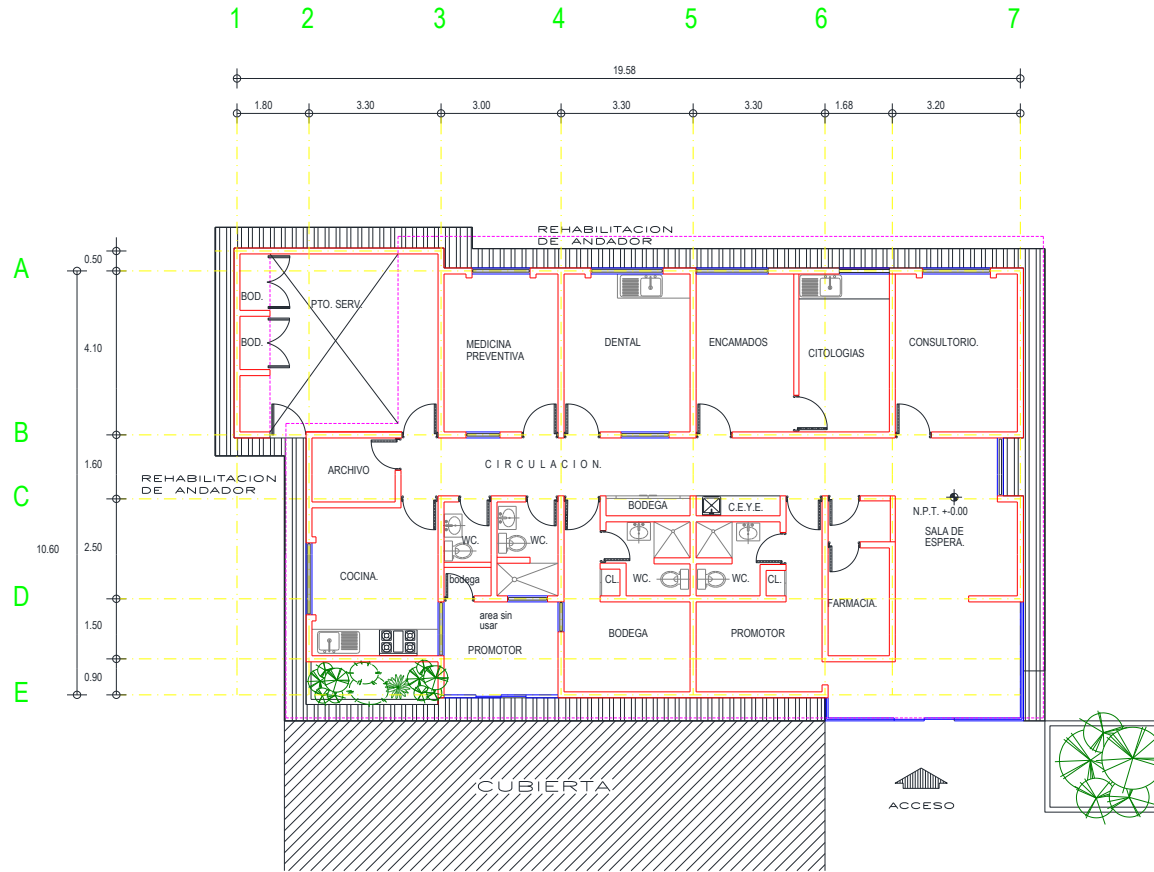 1 2 3 4 5 6 7
19.58
1.80 3.30 3.00 3.30 3.30 1.68 3.20
REHABILITACION
DE ANDADOR
0.50
A
BOD.
PTO. SERV.
4.10
BOD.
MEDICINA
PREVENTIVA
DENTAL
ENCAMADOS
CITOLOGIAS
CONSULTORIO.
B
1.60
ARCHIVO
CIRCULACION.
REHABILITACION
DE ANDADOR
C
BODEGA
C.E.Y.E.
N.P.T. +-0.00
SALA DE
ESPERA.
10.60
2.50
WC.
WC.
COCINA.
bodega
CL.
WC.
WC.
CL.
D
FARMACIA.
area sin
usar
1.50
PROMOTOR
BODEGA
PROMOTOR
0.90
E
CUBIERTA
ACCESO